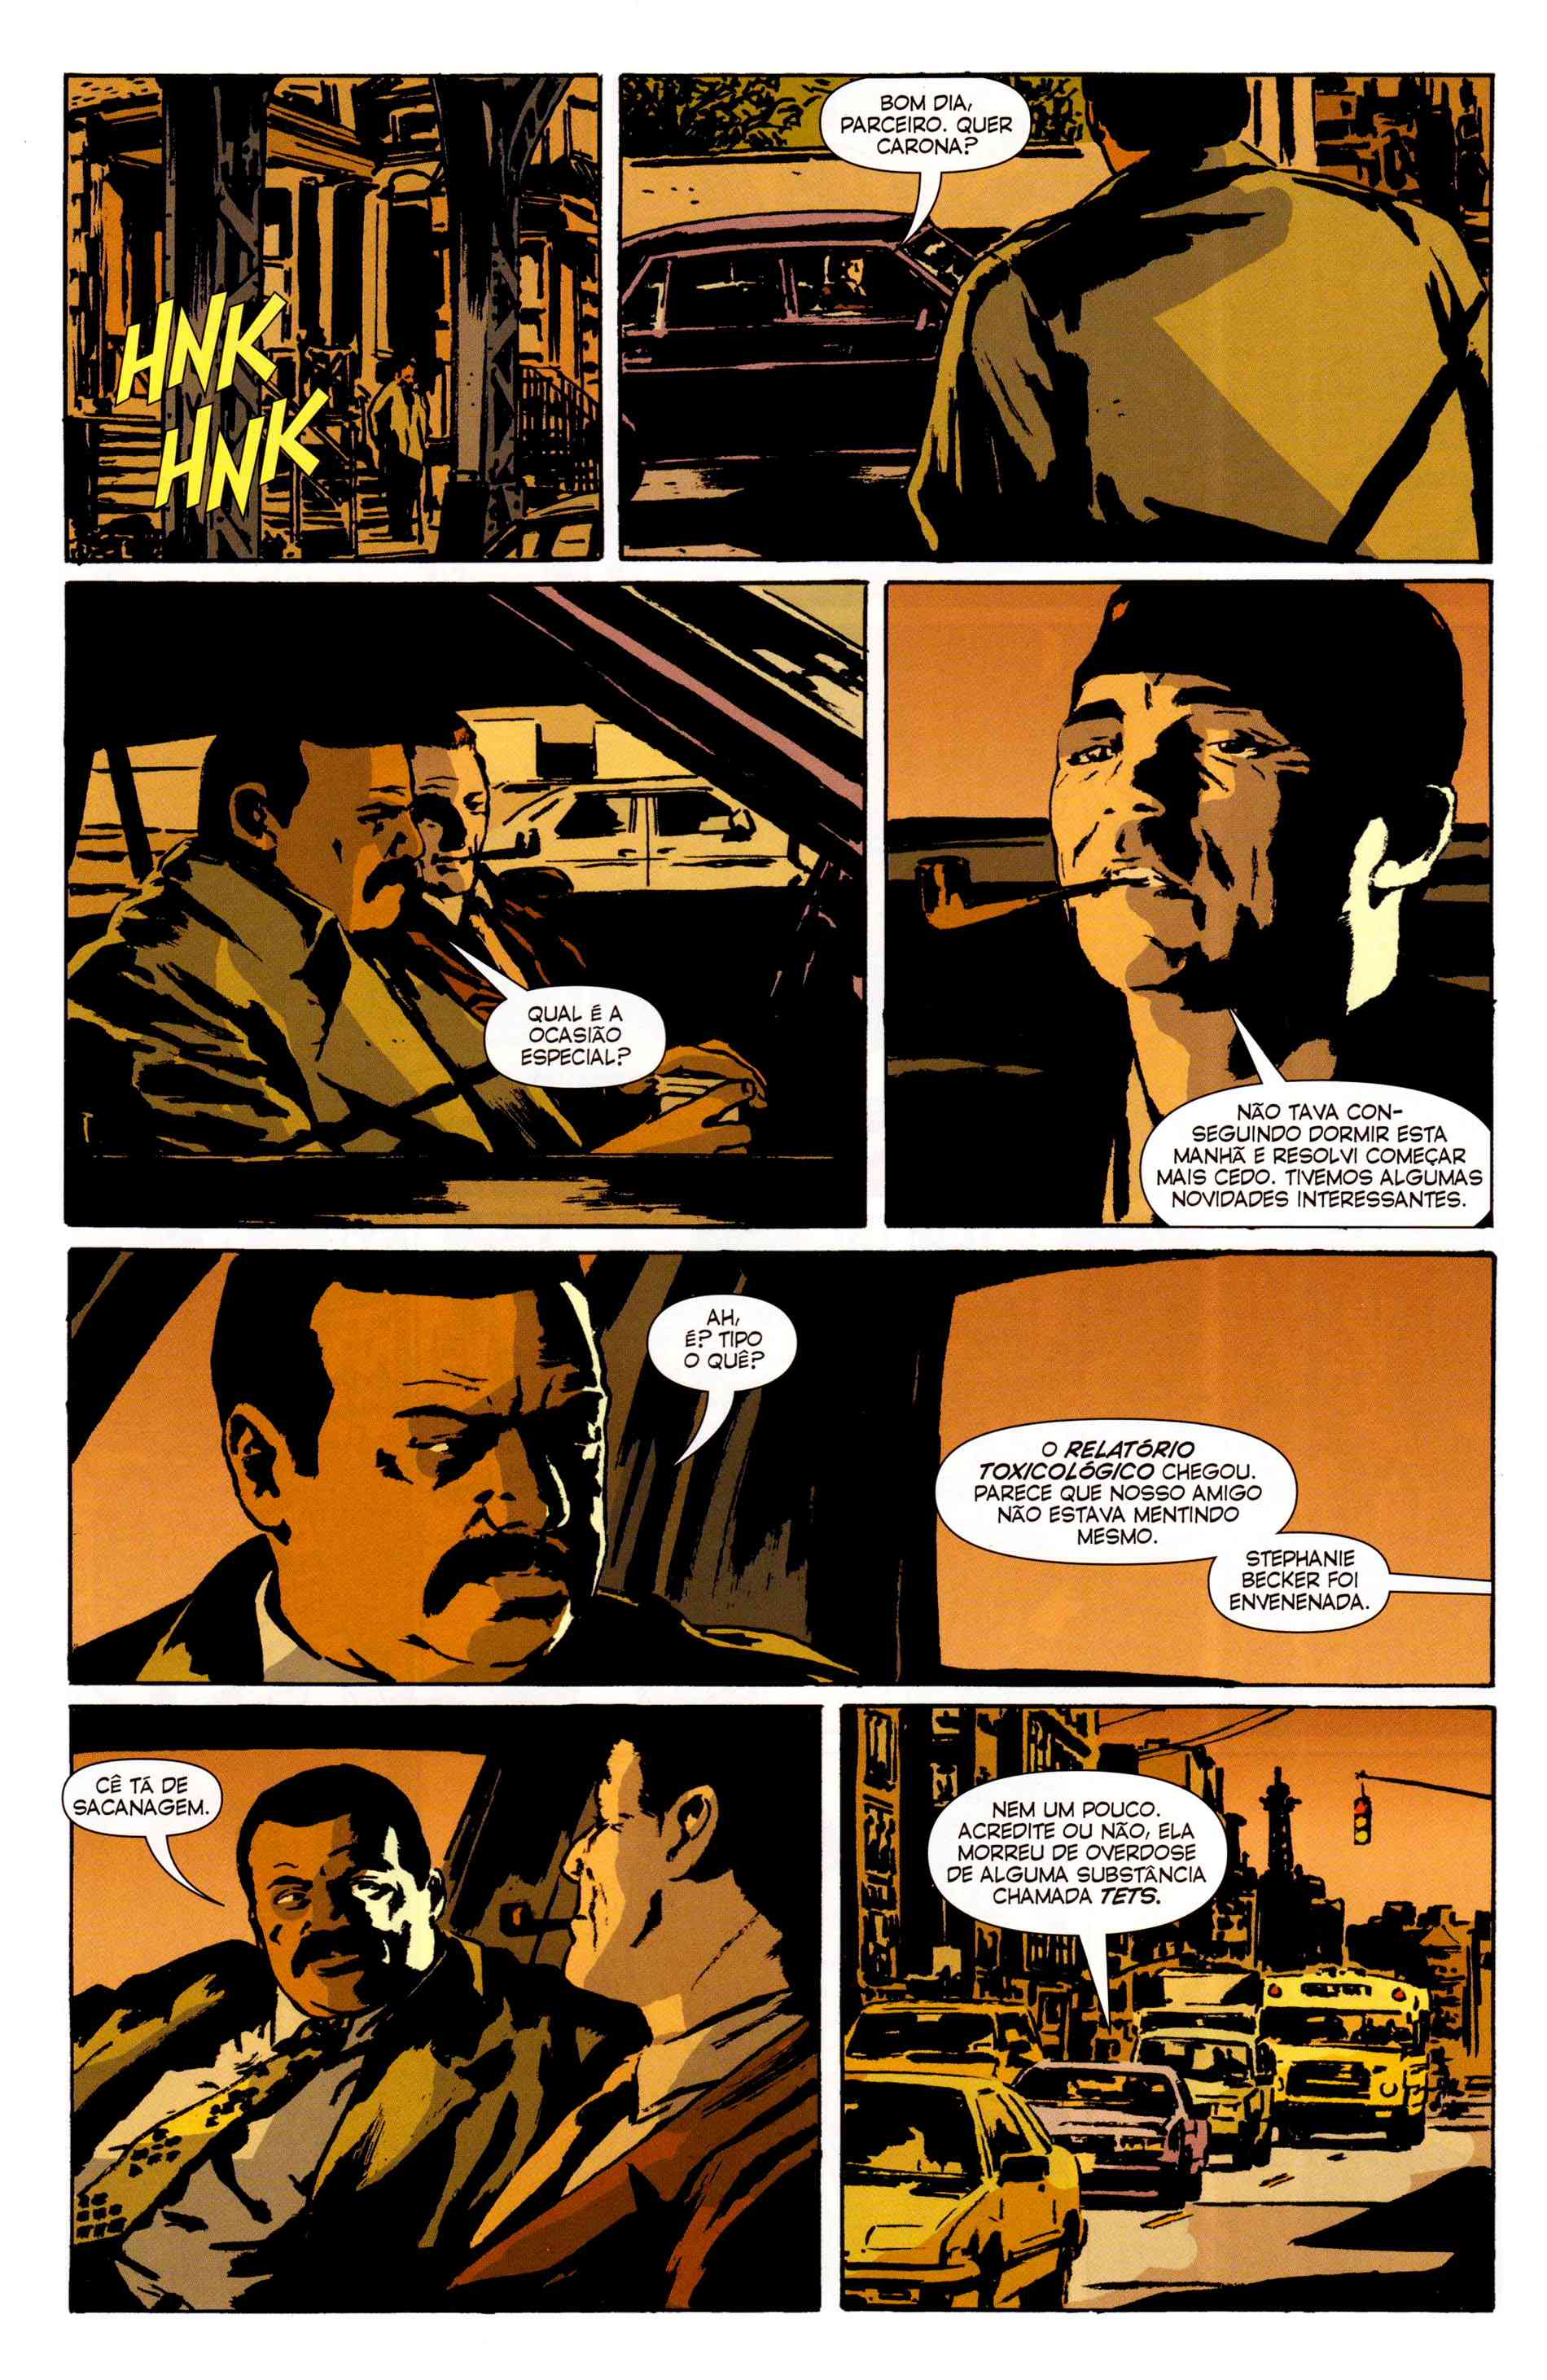 HNK
HNK
BOM DIA,
PARCEIRO. QUER
CARONA?
QUAL É A
OCASIÃO
ESPECIAL?
NÃO TAVA CON-
SEGUINDO DORMIR ESTA
MANHÃ E RESOLVI COMEÇAR
MAIS CEDO. TIVEMOS ALGUMAS
NOVIDADES INTERESSANTES.
AH,
É? TIPO
O QUÊ?
O RELATÓRIO
TOXICOLÓGICO CHEGOU.
PARECE QUE NOSSO AMIGO
NÃO ESTAVA MENTINDO
MESMO.
STEPHANIE
BECKER FOI
ENVENENADA.
CÊ TÁ DE
SACANAGEM.
NEM UM POUCO.
ACREDITE OU NÃO, ELA
MORREU DE OVERDOSE
DE ALGUMA SUBSTÂNCIA
CHAMADA TETS.